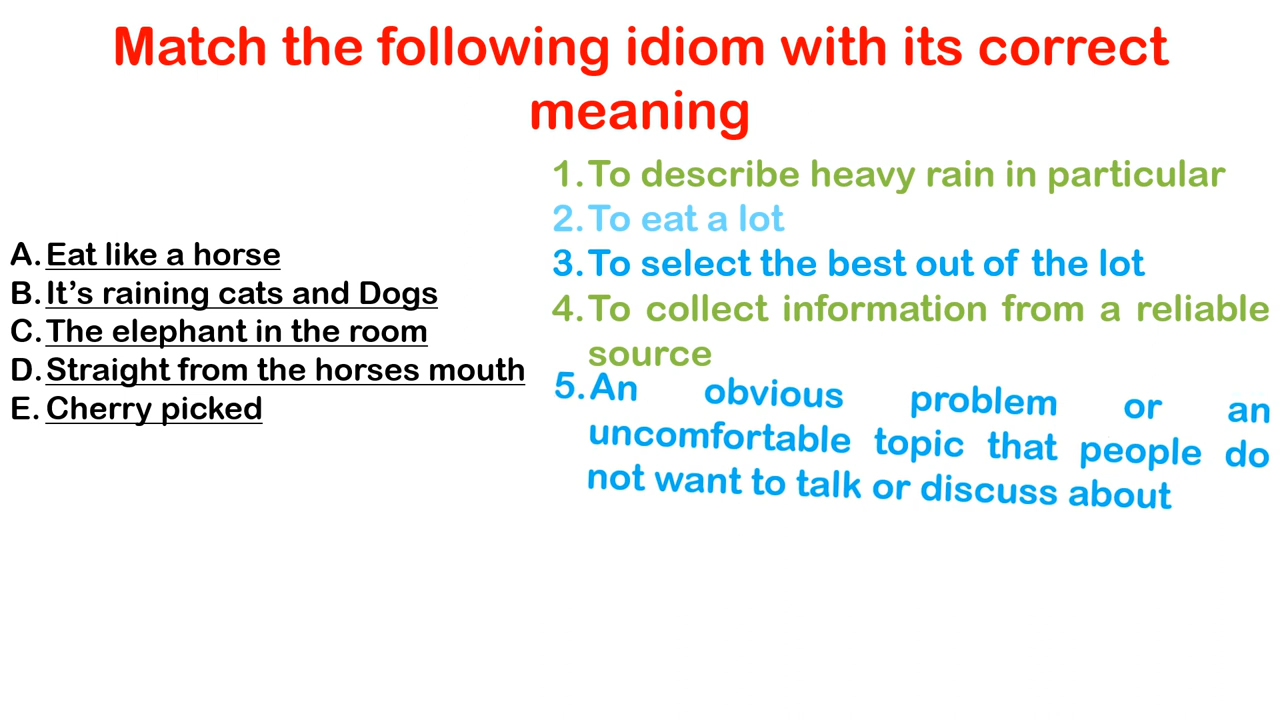 Match the following idiom with its correct
meaning
A. Eat like a horse
B. It’s raining cats and Dogs
C. The elephant in the room
D. Straight from the horses mouth
E. Cherry picked
1. To describe heavy rain in particular
2. To eat a lot
3. To select the best out of the lot
4. To collect information from a reliable
source
5. An obvious problem or an
uncomfortable topic that people do
not want to talk or discuss about